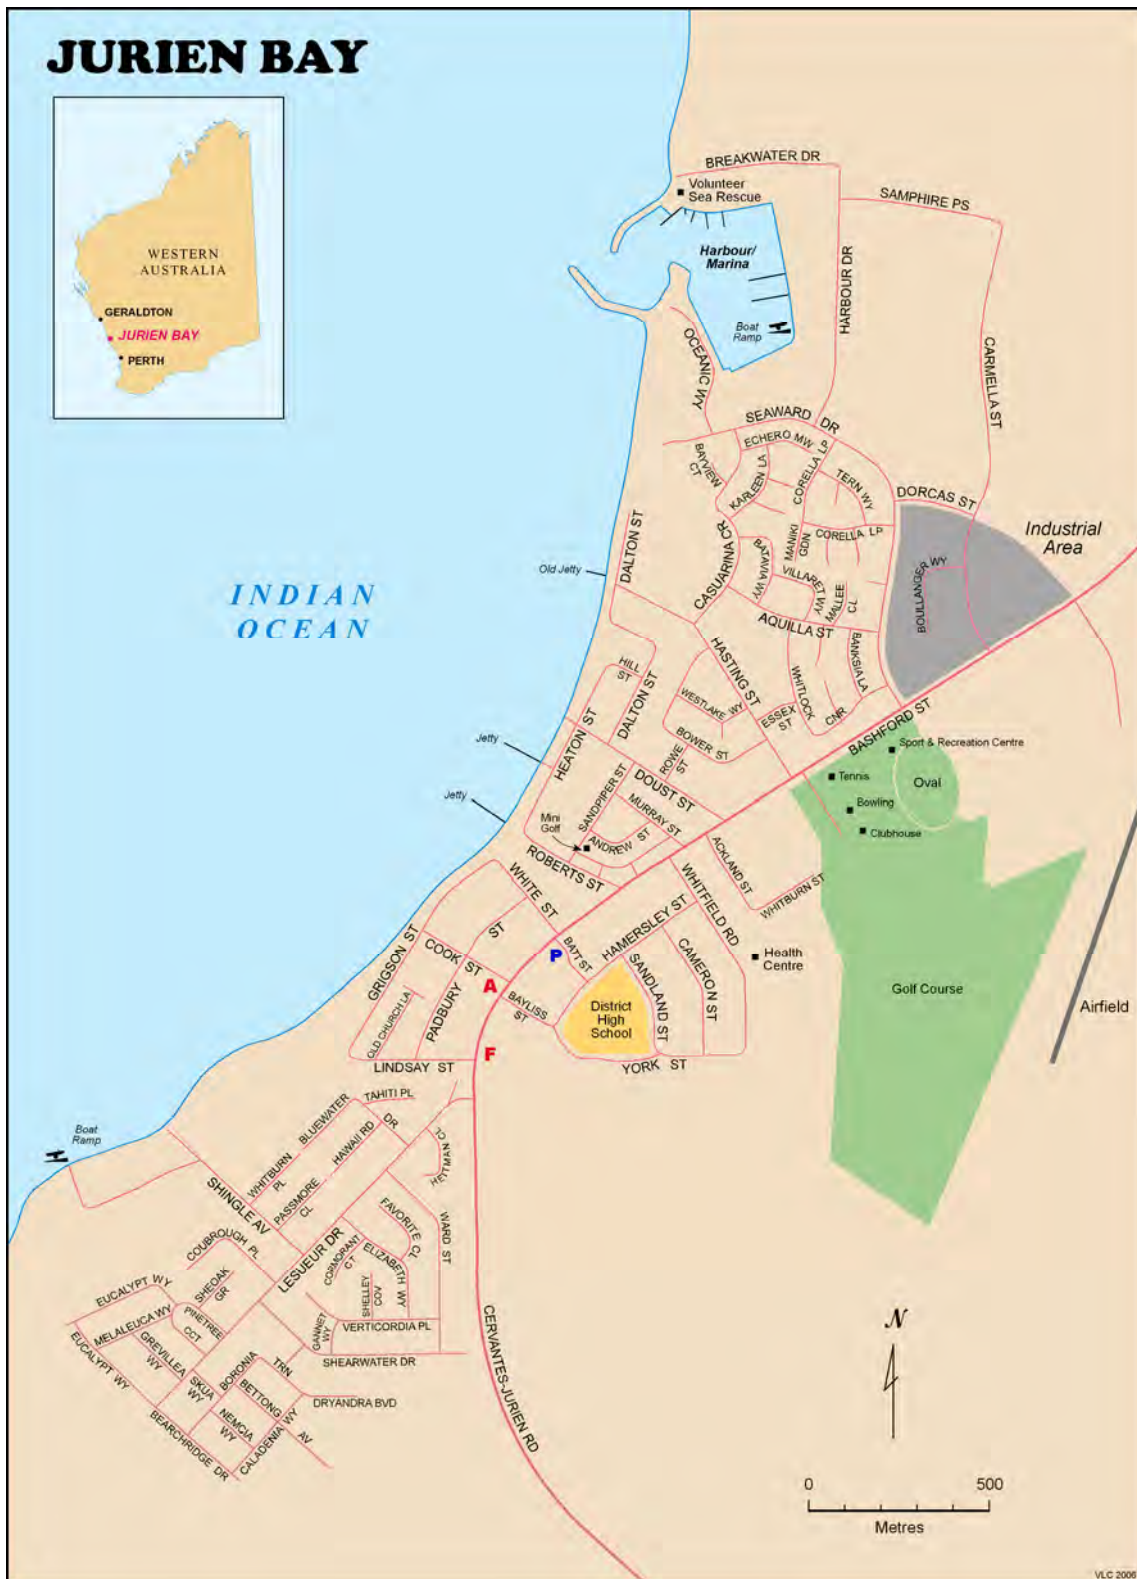 JURIEN BAY
WESTERN
AUSTRALIA
GERALDTON
JURIEN BAY
PERTH
INDIAN
OCEAN
BREAKWATER DR
Volunteer
Sea Rescue
SAMPHIRE PS
Harbour/
Marina
HARBOUR DR
Boat
Ramp
OCEANIC WY
CARMELLA ST
SEAWARD DR
ECHERO MW
BAYVIEW
CT
KARLEEN LA
CORELLA LP
TERN WY
DORCAS ST
Industrial
Area
DALTON ST
CASUARINA CR
MANIKI
GDN
CORELLA LP
Old Jetty
BATAVIA WY
VILLARET WY
MALLEE
CL
BOULLANGER WY
AQUILLA ST
BANKSIA LA
HILL
ST
HASTING ST
WHITLOCK
CNR
DALTON ST
WESTLAKE WY
ESSEX
ST
BASHFORD ST
HEATON ST
BOWER ST
ROWE
ST
Sport & Recreation Centre
Jetty
DOUST ST
Tennis
Oval
SANDPIPER ST
MURRAY ST
Bowling
Jetty
Mini
Golf
ANDREW ST
Clubhouse
ROBERTS ST
ACKLAND ST
WHITBURN ST
WHITE ST
WHITFIELD RD
HAMERSLEY ST
GRIGSON ST
COOK ST
ST
PADBURY
P
BATT ST
CAMERON ST
SANDLAND ST
Health
Centre
A
BAYLISS
ST
District
High
School
Golf Course
Airfield
OLD CHURCH LA
F
LINDSAY ST
YORK ST
TAHITI PL
BLUEWATER
DR
HAWAII RD
HEITMAN CL
Boat
Ramp
WHITBURN
PL
PASSMORE
CL
SHINGLE AV
FAVORITE CL
WARD ST
COUBROUGH PL
LESUEUR DR
CORMORANT
CT
ELIZABETH WY
SHEOAK
GR
SHELLEY
COV
EUCALYPT WY
MELALEUCA WY
PINETREE
CCT
GANNET
WY
VERTICORDIA PL
EUCALYPT WY
GREVILLEA
WY
SHEARWATER DR
CERVANTES-JURIEN RD
SKUA
WY
BORONIA
TRN
BETTONG
AV
DRYANDRA BVD
NEMCIA
WY
CALADENIA WY
BEARCHRIDGE DR
N
0 500
Metres
VLC 2006